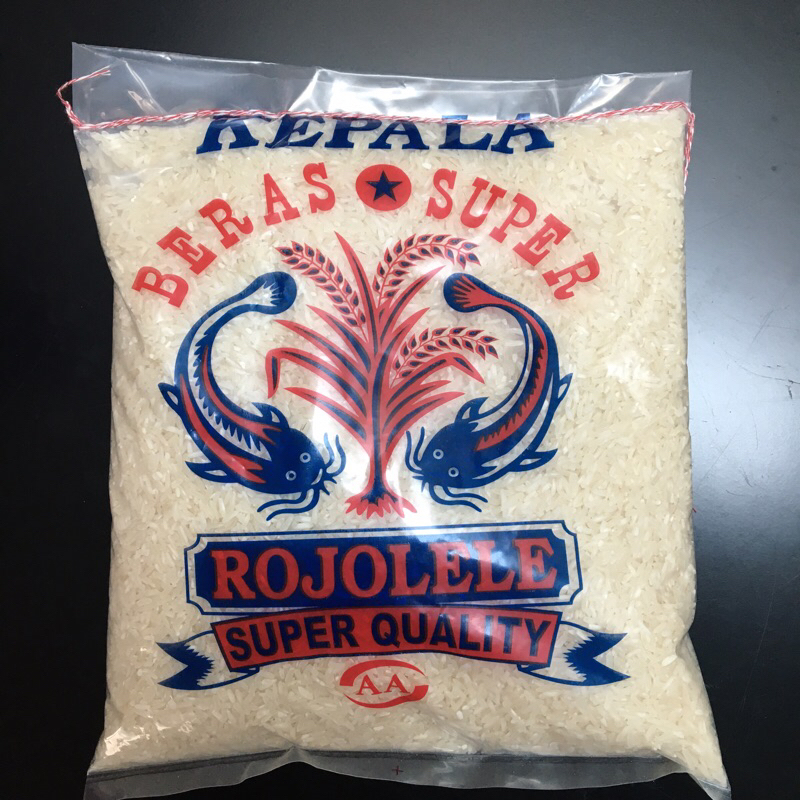 KEPALA
BERAS SUPER
ROJOLELE
SUPER QUALITY
AA